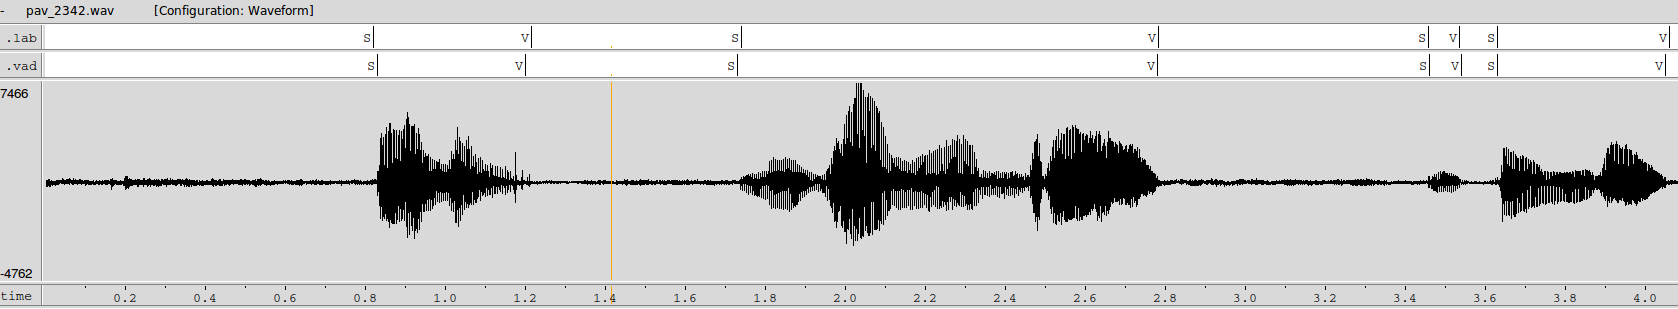 - pav_2342.wav [Configuration: Waveform]
.lab S V S V S V S V
.vad S V S V S V S V
7466
-4762
time 0.2 0.4 0.6 0.8 1.0 1.2 1.4 1.6 1.8 2.0 2.2 2.4 2.6 2.8 3.0 3.2 3.4 3.6 3.8 4.0